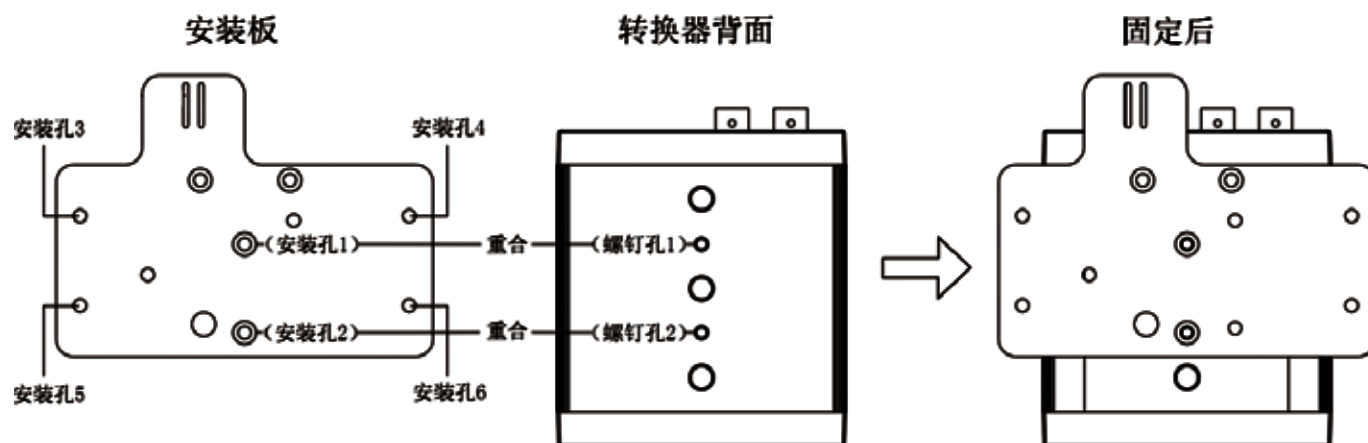 安装板
转换器背面
固定后
安装孔3
安装孔4
(安装孔1)
重合
(螺钉孔1)
(安装孔2)
重合
(螺钉孔2)
安装孔5
安装孔6